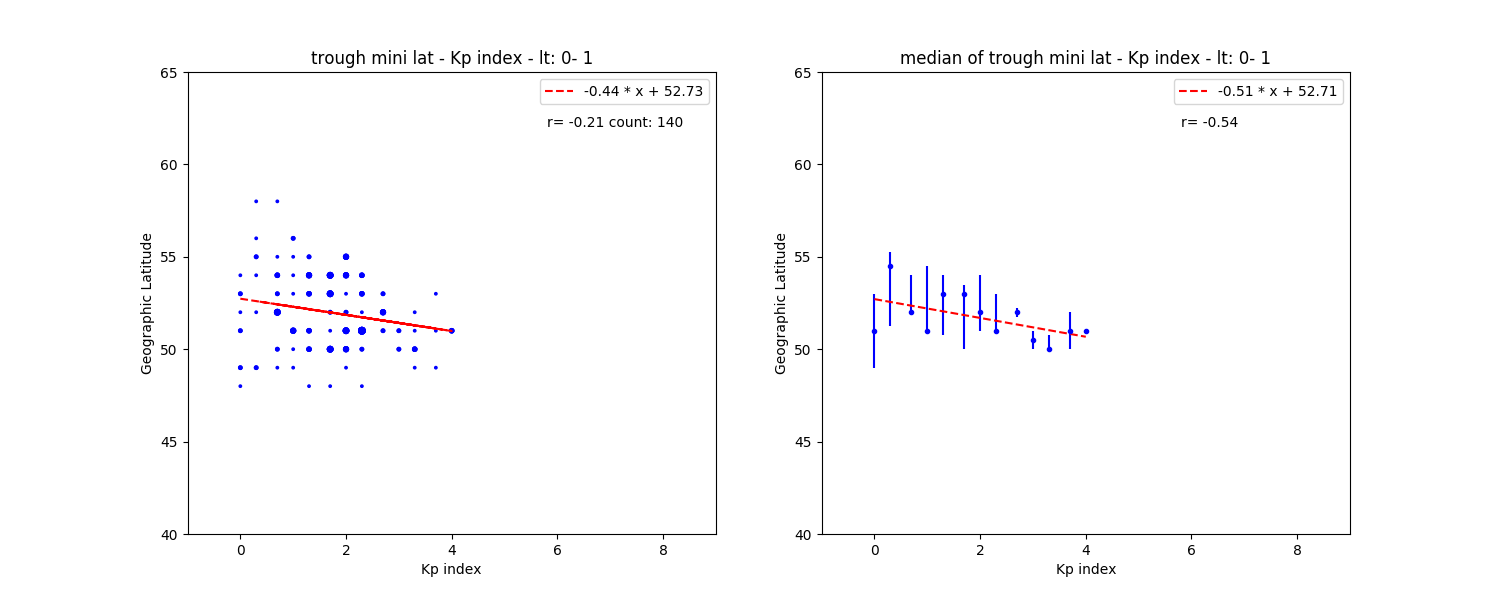 trough mini lat - Kp index - lt: 0- 1
65
60
55
50
45
40
Geographic Latitude
-0.44 * x + 52.73
r= -0.21 count: 140
0 2 4 6 8
Kp index
median of trough mini lat - Kp index - lt: 0- 1
65
60
55
50
45
40
Geographic Latitude
-0.51 * x + 52.71
r= -0.54
0 2 4 6 8
Kp index